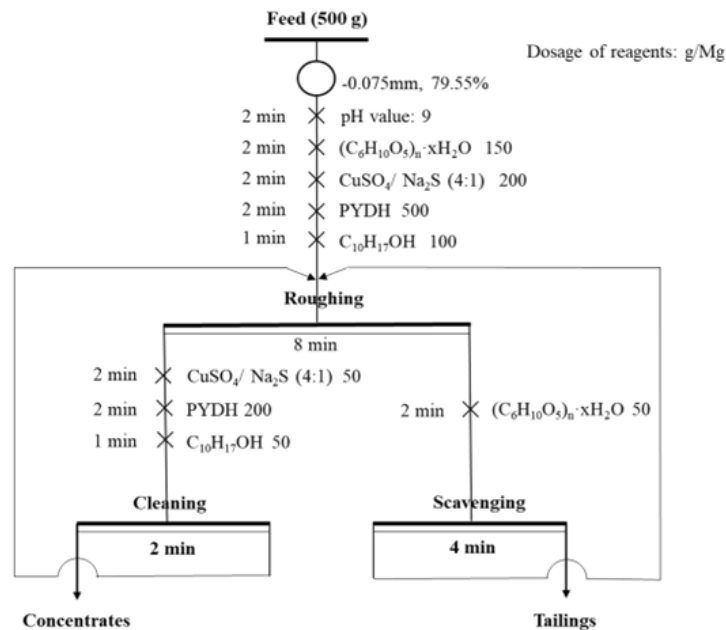 Feed (500 g)
Dosage of reagents: g/Mg
-0.075mm, 79.55%
2 min pH value: 9
2 min (C₆H₁₀O₅)ₙ·xH₂O 150
2 min CuSO₄/ Na₂S (4:1) 200
2 min PYDH 500
1 min C₁₀H₁₇OH 100
Roughing
8 min
2 min CuSO₄/ Na₂S (4:1) 50
2 min PYDH 200
2 min (C₆H₁₀O₅)ₙ·xH₂O 50
1 min C₁₀H₁₇OH 50
Cleaning
Scavenging
2 min
4 min
Concentrates
Tailings